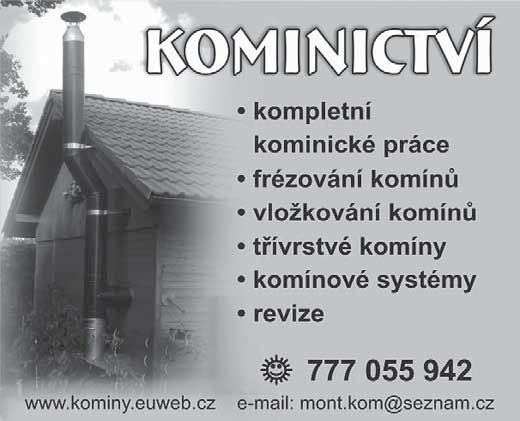 KOMINICTVÍ
• kompletní
kominické práce
• frézování komínů
• vložkování komínů
• třívrstvé komíny
• komínové systémy
• revize
777 055 942
www.kominy.euweb.cz e-mail: mont.kom@seznam.cz